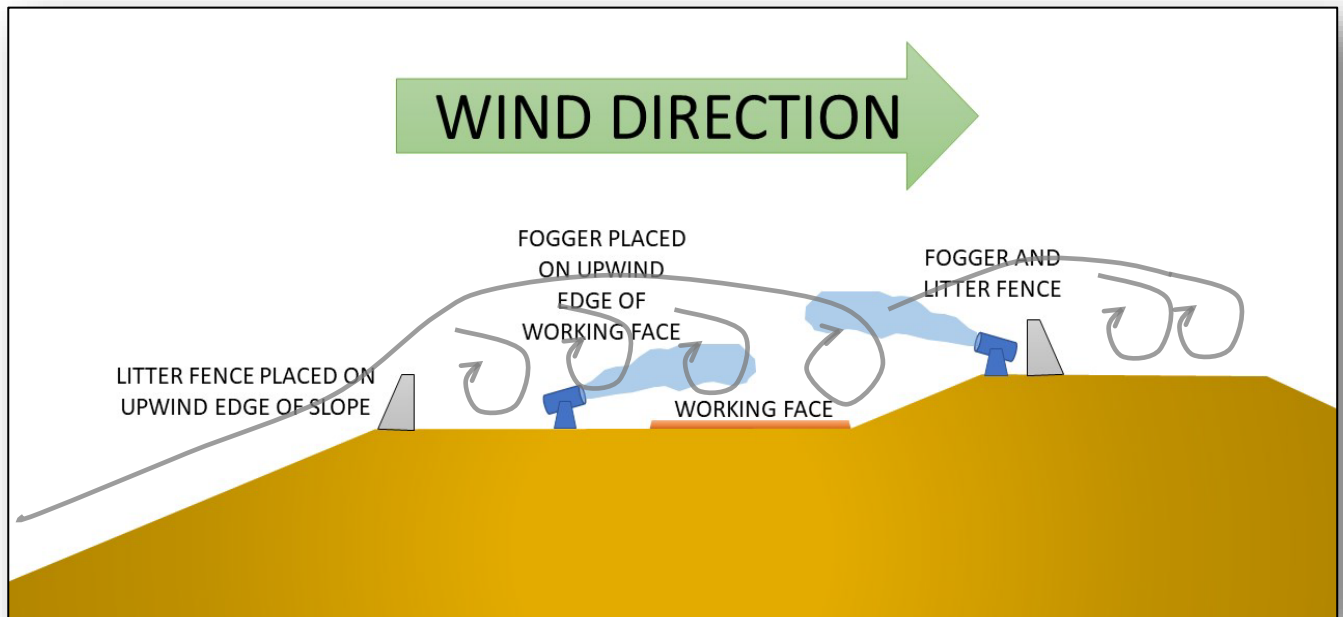 WIND DIRECTION
FOGGER PLACED
ON UPWIND
EDGE OF
WORKING FACE
FOGGER AND
LITTER FENCE
LITTER FENCE PLACED ON
UPWIND EDGE OF SLOPE
WORKING FACE